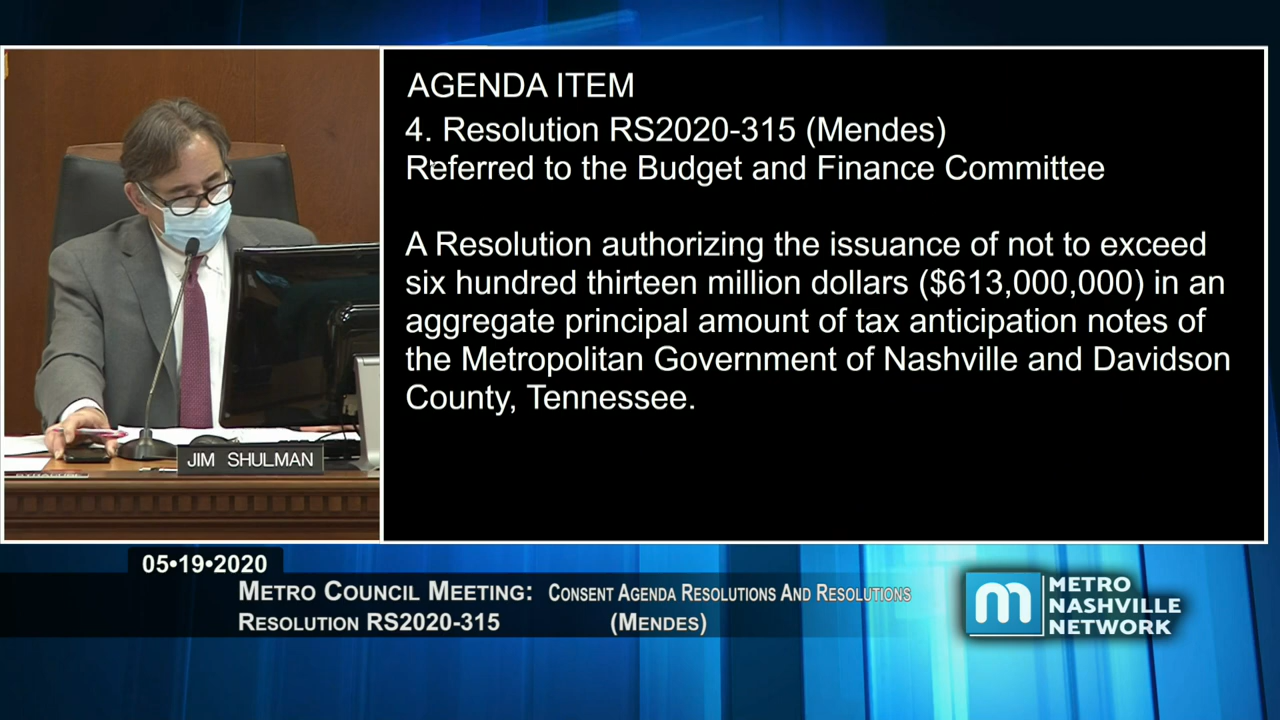 AGENDA ITEM
4. Resolution RS2020-315 (Mendes)
Referred to the Budget and Finance Committee
A Resolution authorizing the issuance of not to exceed
six hundred thirteen million dollars ($613,000,000) in an
aggregate principal amount of tax anticipation notes of
the Metropolitan Government of Nashville and Davidson
County, Tennessee.
JIM SHULMAN
05•19•2020
METRO COUNCIL MEETING: CONSENT AGENDA RESOLUTIONS AND RESOLUTIONS
RESOLUTION RS2020-315 (MENDES)
m METRO
NASHVILLE
NETWORK